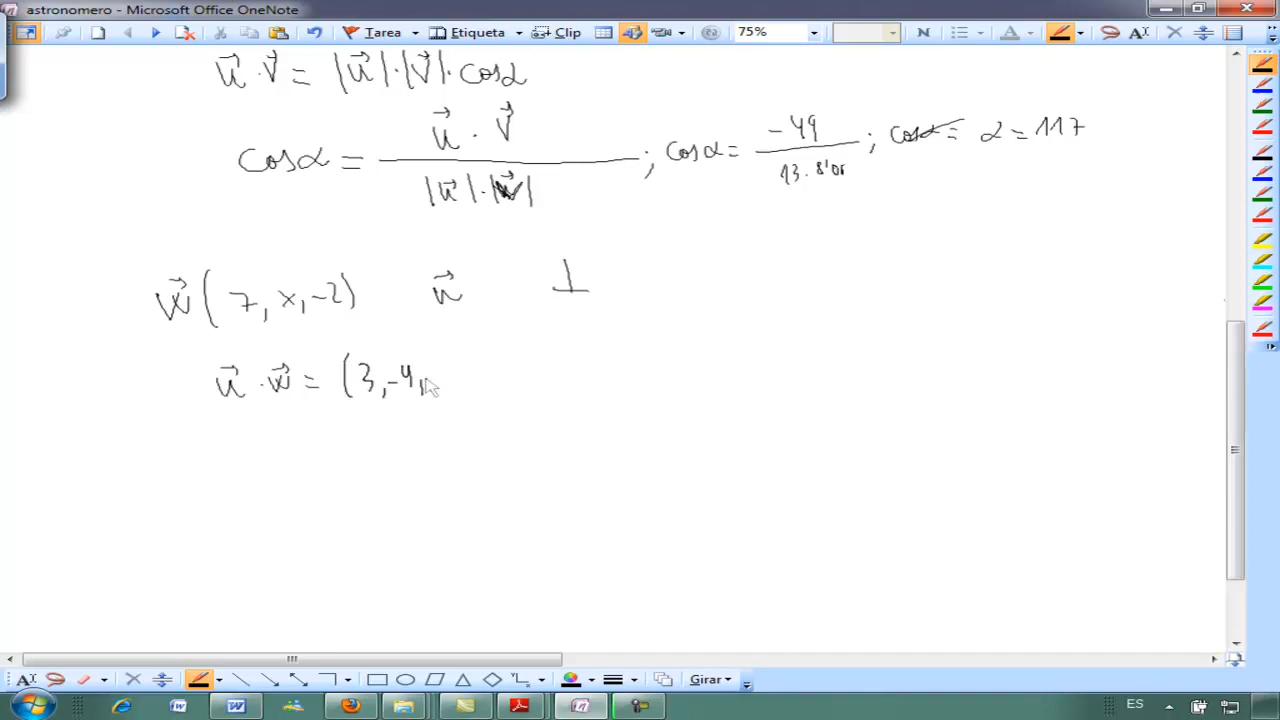 astronomero - Microsoft Office OneNote
Tarea Etiqueta Clip 75% N A A
u⃗ · v⃗ = |u⃗| · |v⃗| · cosα
cosα = u⃗ · v⃗ / |u⃗| · |v⃗| ; cosα = -49 / 13 · 8'06 ; cosα = α = 117
w⃗ (7, x, -2) u⃗ ⊥
u⃗ · w⃗ = (3, -4,
A Girar
ES